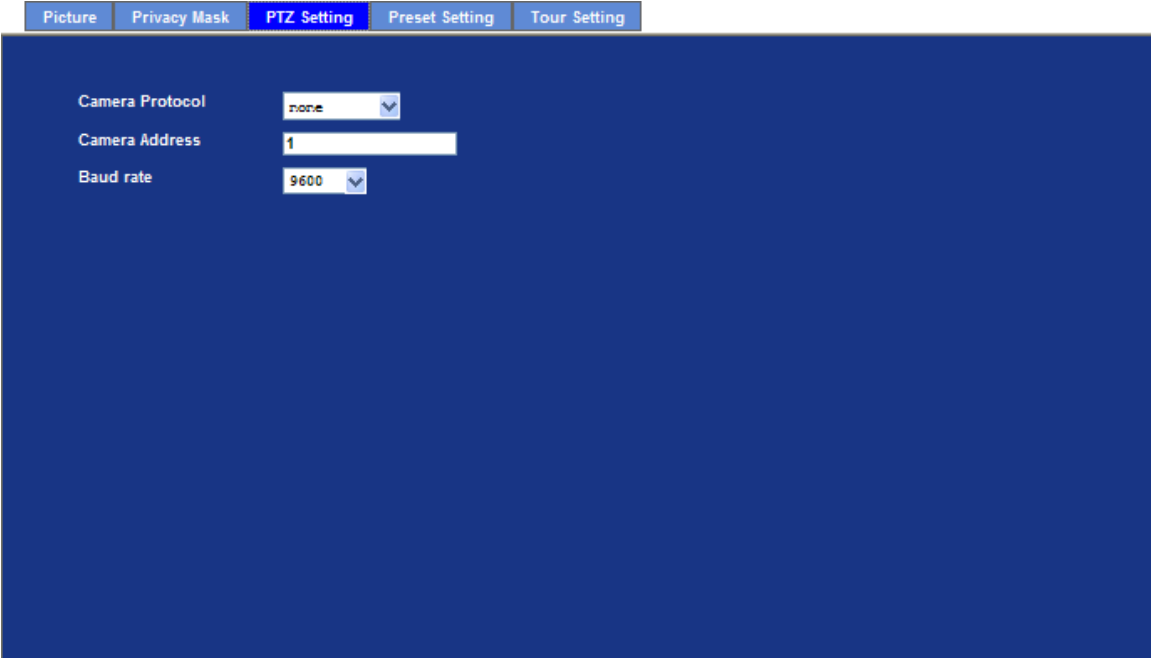 Picture Privacy Mask PTZ Setting Preset Setting Tour Setting
Camera Protocol none
Camera Address 1
Baud rate 9600